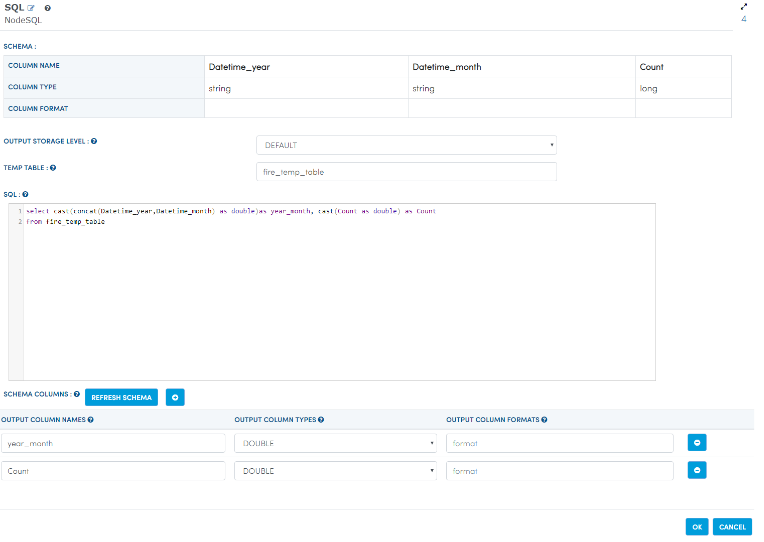 SQL
NodeSQL
4
SCHEMA :
COLUMN NAME Datetime_year Datetime_month Count
COLUMN TYPE string string long
COLUMN FORMAT
OUTPUT STORAGE LEVEL : DEFAULT
TEMP TABLE : fire_temp_table
SQL :
1 select cast(concat(Datetime_year,Datetime_month) as double)as year_month, cast(Count as double) as Count
2 from fire_temp_table
SCHEMA COLUMNS : REFRESH SCHEMA
OUTPUT COLUMN NAMES OUTPUT COLUMN TYPES OUTPUT COLUMN FORMATS
year_month DOUBLE format
Count DOUBLE format
OK CANCEL